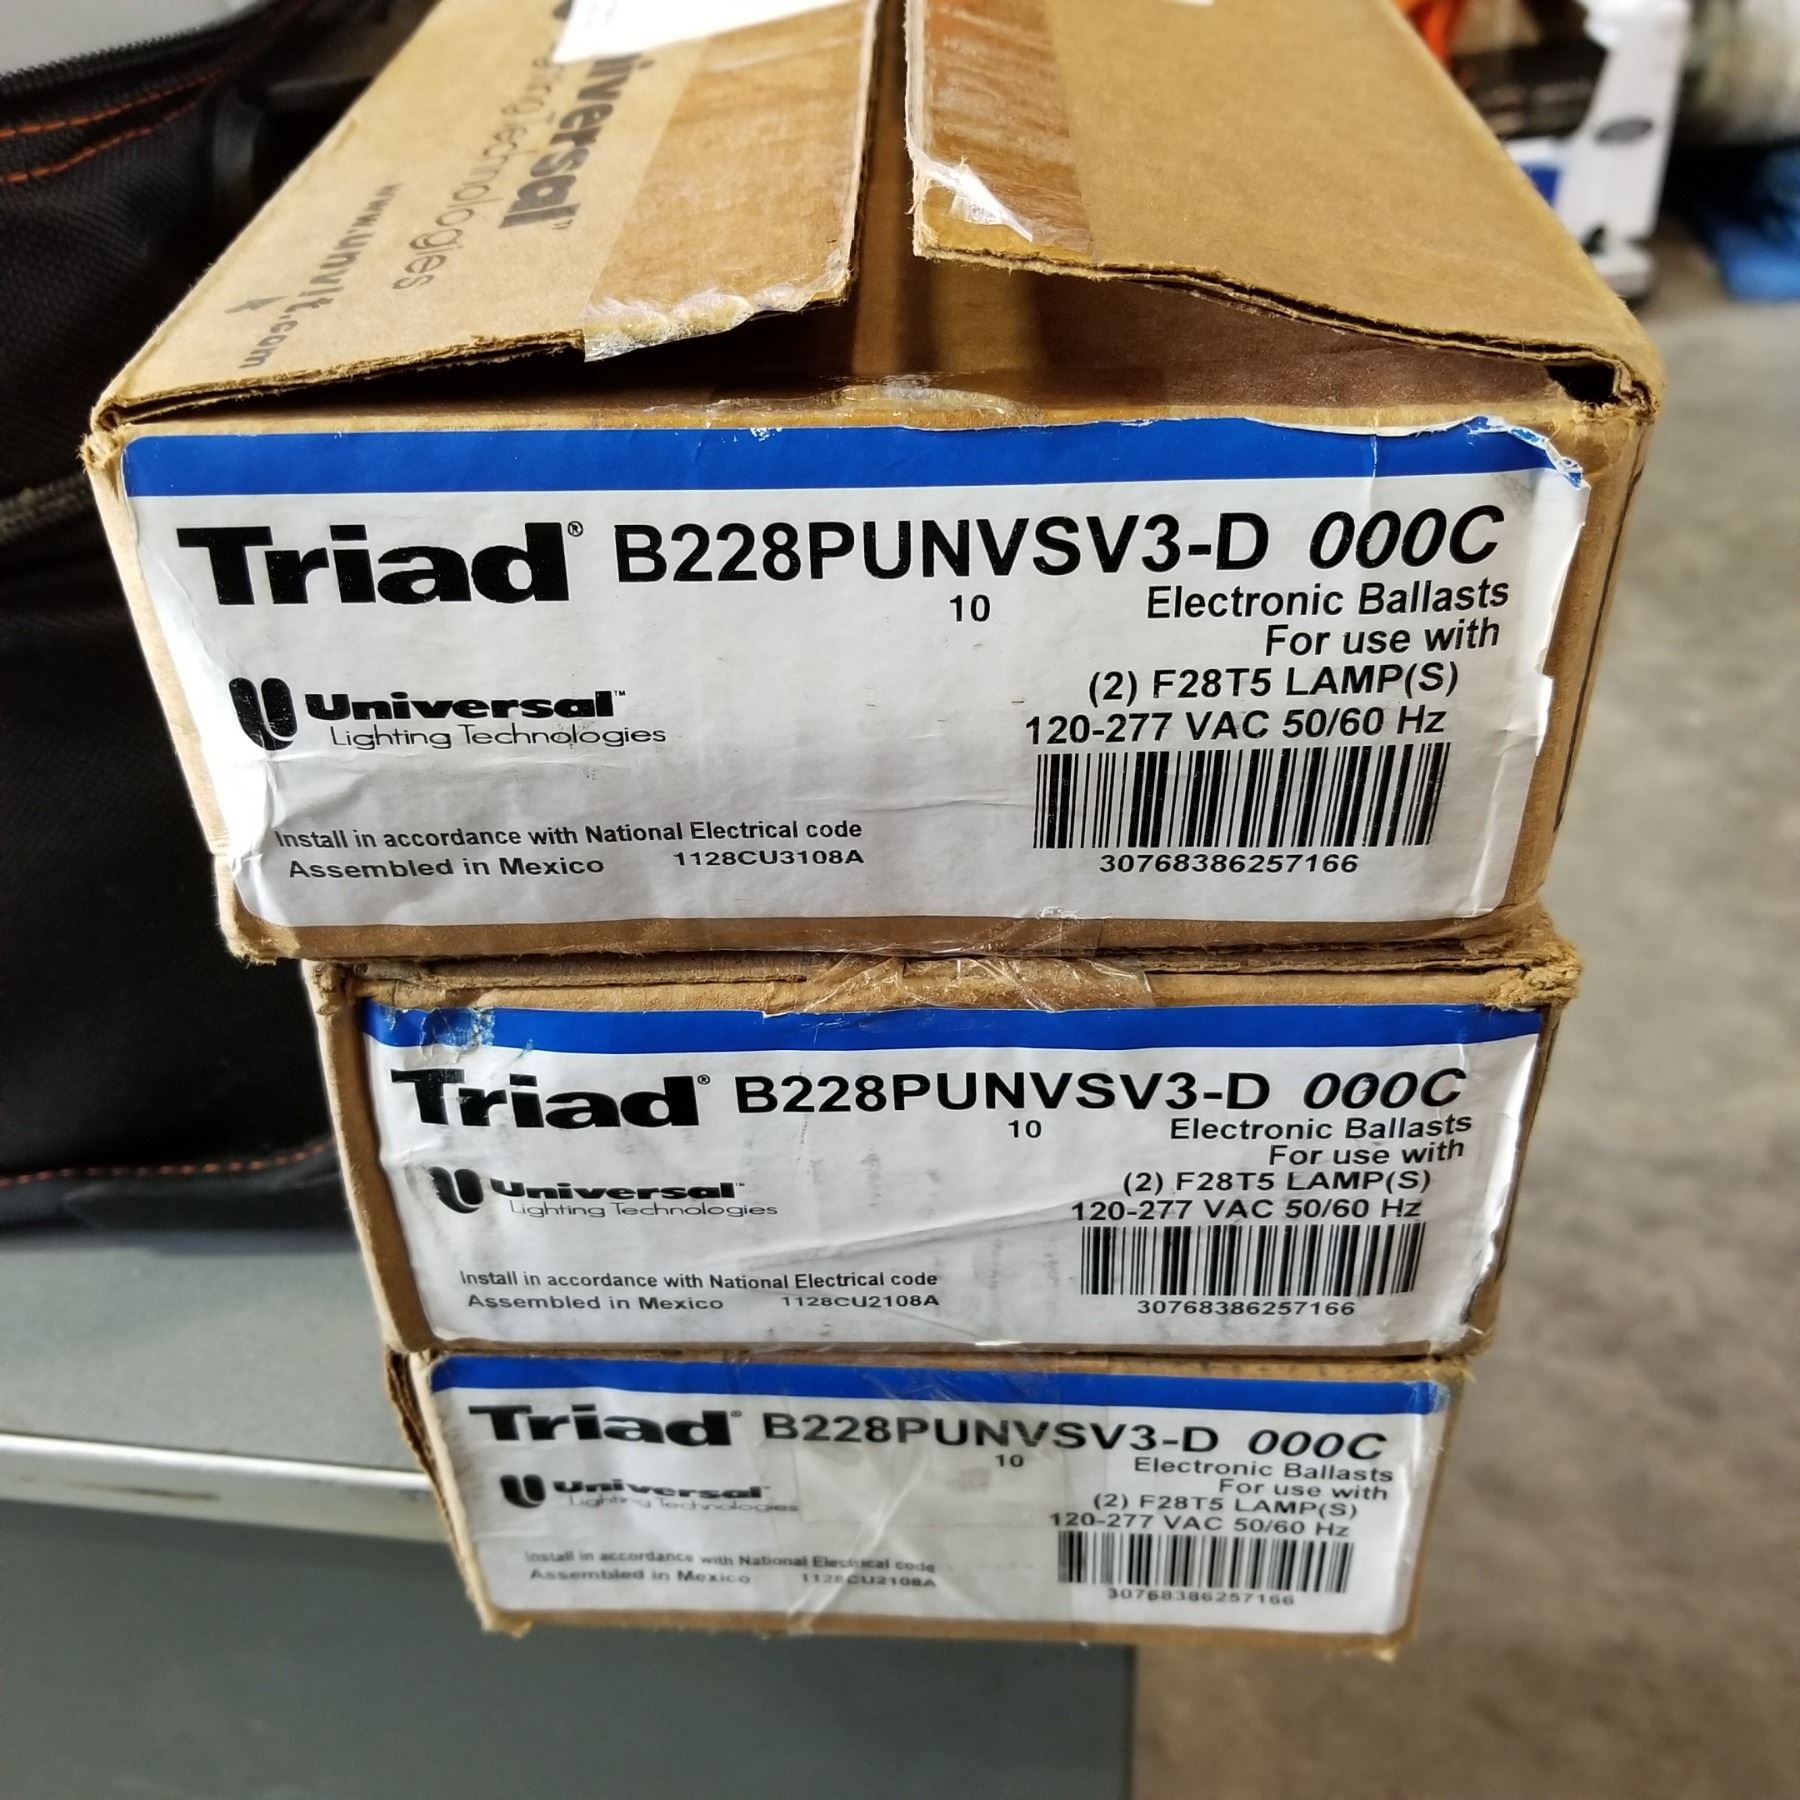 iversal™
Technologies
www.unvlt.com
Triad® B228PUNVSV3-D 000C
10 Electronic Ballasts
For use with
(2) F28T5 LAMP(S)
120-277 VAC 50/60 Hz
Universal™
Lighting Technologies
Install in accordance with National Electrical code
Assembled in Mexico 1128CU3108A
30768386257166
Triad® B228PUNVSV3-D 000C
10 Electronic Ballasts
For use with
(2) F28T5 LAMP(S)
120-277 VAC 50/60 Hz
Universal™
Lighting Technologies
Install in accordance with National Electrical code
Assembled in Mexico 1128CU2108A
30768386257166
Triad® B228PUNVSV3-D 000C
10 Electronic Ballasts
For use with
(2) F28T5 LAMP(S)
120-277 VAC 50/60 Hz
Universal™
Lighting Technologies
Install in accordance with National Electrical code
Assembled in Mexico 1128CU2108A
30768386257166